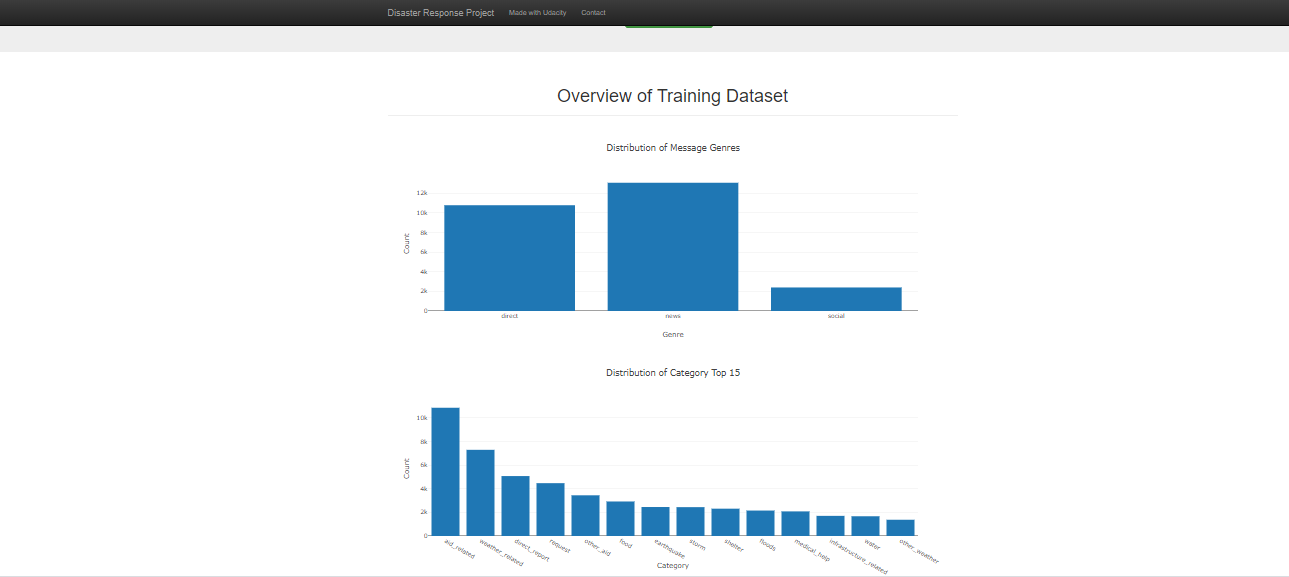 Disaster Response Project Made with Udacity Contact
Overview of Training Dataset
Distribution of Message Genres
12k
10k
8k
6k
4k
2k
0
Count
direct news social
Genre
Distribution of Category Top 15
10k
8k
6k
4k
2k
0
Count
aid_related weather_related direct_report request other_aid food earthquake storm shelter floods medical_help infrastructure_related water other_weather
Category